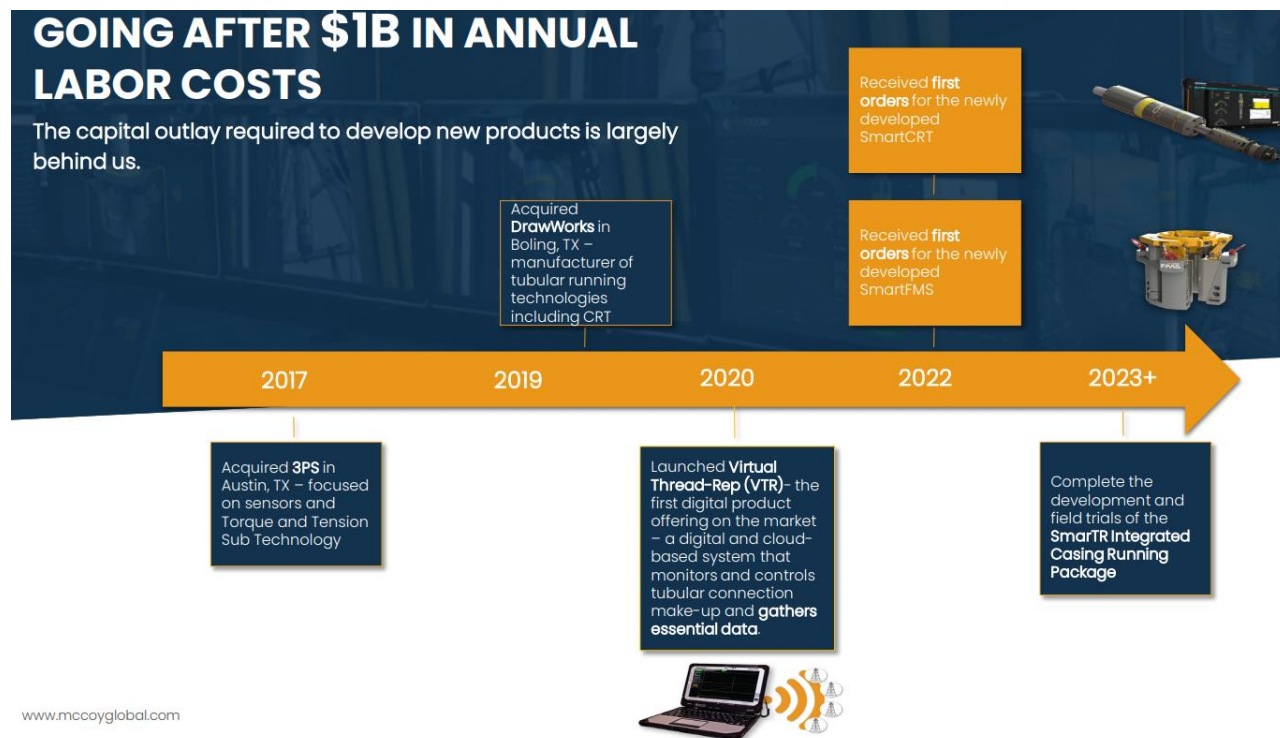 GOING AFTER $1B IN ANNUAL
LABOR COSTS
The capital outlay required to develop new products is largely
behind us.
Received first
orders for the newly
developed
SmartCRT
Acquired
DrawWorks in
Boling, TX –
manufacturer of
tubular running
technologies
including CRT
Received first
orders for the newly
developed
SmartFMS
2017
2019
2020
2022
2023+
Acquired 3PS in
Austin, TX – focused
on sensors and
Torque and Tension
Sub Technology
Launched Virtual
Thread-Rep (VTR)- the
first digital product
offering on the market
– a digital and cloud-
based system that
monitors and controls
tubular connection
make-up and gathers
essential data.
Complete the
development and
field trials of the
SmarTR Integrated
Casing Running
Package
www.mccoyglobal.com